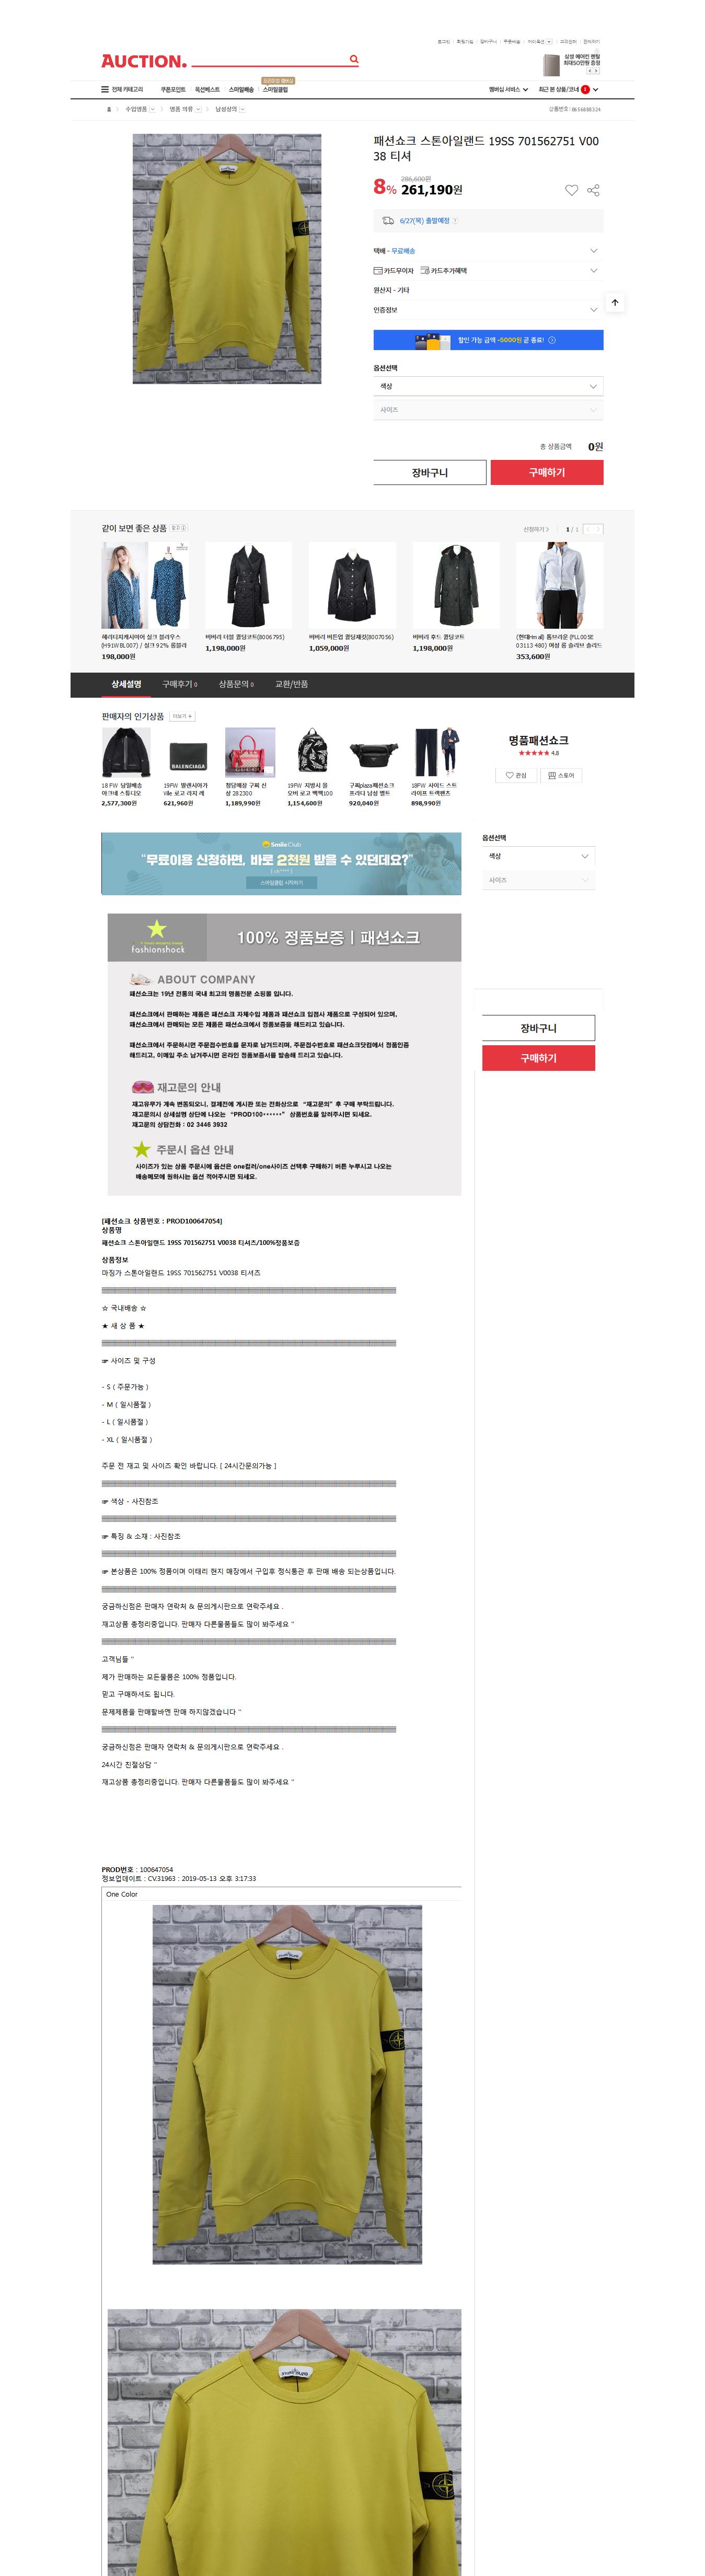 로그인
회원가입
장바구니
고객센터
AUCTION.
삼성 에어컨 렌탈
최대50만원 증정
전체 카테고리
쿠폰포인트
옥션베스트
스마일배송
스마일클럽
멤버십 서비스
최근 본 상품/코너 1
수입명품
명품 의류
남성상의
상품번호 : B656888324
패션쇼크 스톤아일랜드 19SS 701562751 V00
38 티셔
8%
286,600원
261,190원
6/27(목) 출발예정
택배 - 무료배송
카드무이자
카드추가혜택
원산지 - 기타
인증정보
할인 가능 금액 -5000원 곧 종료!
옵션선택
색상
사이즈
총 상품금액
0원
장바구니
구매하기
같이 보면 좋은 상품
신청하기 >
1 / 1
헤리티지캐시미어 실크 블라우스
(H91WBL007) / 실크 92% 롱블라
198,000원
버버리 더블 퀼팅코트(8006795)
1,198,000원
버버리 버튼업 퀼팅재킷(8007056)
1,059,000원
버버리 후드 퀼팅코트
1,198,000원
353,600원
상세설명
구매후기 0
상품문의 0
교환/반품
판매자의 인기상품
더보기 +
18 FW 당일배송
아크네 스튜디오
2,577,300원
BALENCIAGA
19FW 발렌시아가
Ville 로고 라지 레
621,960원
청담매장 구찌 신
상 282300
1,189,990원
19FW 지방시 블
모버 로고 백팩100
1,154,600원
구찌plaza패션쇼크
프라다 남성 벨트
920,040원
18FW 사이드 스트
라이프 트랙팬츠
898,990원
명품패션쇼크
★★★★★ 4.8
관심
스토어
Smile Club
"무료이용 신청하면, 바로 2천원 받을 수 있던데요?"
스마일클럽 시작하기
옵션선택
색상
사이즈
장바구니
구매하기
fashionshock
100% 정품보증 | 패션쇼크
ABOUT COMPANY
패션쇼크는 19년 전통의 국내 최고의 명품전문 쇼핑몰 입니다.
패션쇼크에서 판매하는 제품은 패션쇼크 자체수입 제품과 패션쇼크 입점사 제품으로 구성되어 있으며,
패션쇼크에서 판매되는 모든 제품은 패션쇼크에서 정품보증을 해드리고 있습니다.
패션쇼크에서 주문하시면 주문접수번호를 문자로 남겨드리며, 주문접수번호로 패션쇼크닷컴에서 정품인증
해드리고, 이메일 주소 남겨주시면 온라인 정품보증서를 발송해 드리고 있습니다.
재고문의 안내
재고유무가 계속 변동되오니, 결제전에 게시판 또는 전화상으로 "재고문의" 후 구매 부탁드립니다.
재고문의시 상세설명 상단에 나오는 "PROD100******" 상품번호를 알려주시면 되세요.
재고문의 상담전화 : 02 3446 3932
주문시 옵션 안내
사이즈가 있는 상품 주문시에 옵션은 one컬러/one사이즈 선택후 구매하기 버튼 누루시고 나오는
배송메모에 원하시는 옵션 적어주시면 되세요.
[패션쇼크 상품번호 : PROD100647054]
상품명
패션쇼크 스톤아일랜드 19SS 701562751 V0038 티셔츠/100%정품보증
상품정보
마징가 스톤아일랜드 19SS 701562751 V0038 티셔츠
☆ 국내배송 ☆
★ 새 상 품 ★
☞ 사이즈 및 구성
- S ( 주문가능 )
- M ( 일시품절 )
- L ( 일시품절 )
- XL ( 일시품절 )
주문 전 재고 및 사이즈 확인 바랍니다. [ 24시간문의가능 ]
☞ 색상 - 사진참조
☞ 특징 & 소재 : 사진참조
☞ 본상품은 100% 정품이며 이태리 현지 매장에서 구입후 정식통관 후 판매 배송 되는상품입니다.
궁금하신점은 판매자 연락처 & 문의게시판으로 연락주세요 .
재고상품 총정리중입니다. 판매자 다른물품들도 많이 봐주세요 ~
고객님들 ~
제가 판매하는 모든물품은 100% 정품입니다.
믿고 구매하셔도 됩니다.
문제제품을 판매할바엔 판매 하지않겠습니다 ~
궁금하신점은 판매자 연락처 & 문의게시판으로 연락주세요 .
24시간 친절상담 ~
재고상품 총정리중입니다. 판매자 다른물품들도 많이 봐주세요 ~
PROD번호 : 100647054
정보업데이트 : CV.31963 : 2019-05-13 오후 3:17:33
One Color